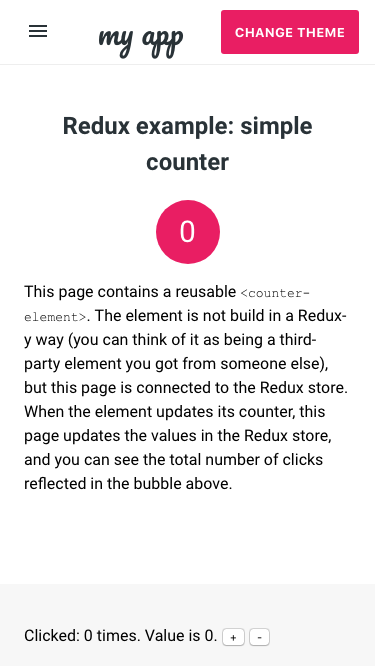 my app
CHANGE THEME
Redux example: simple
counter
0
This page contains a reusable <counter-
element>. The element is not build in a Redux-
y way (you can think of it as being a third-
party element you got from someone else),
but this page is connected to the Redux store.
When the element updates its counter, this
page updates the values in the Redux store,
and you can see the total number of clicks
reflected in the bubble above.
Clicked: 0 times. Value is 0. + -